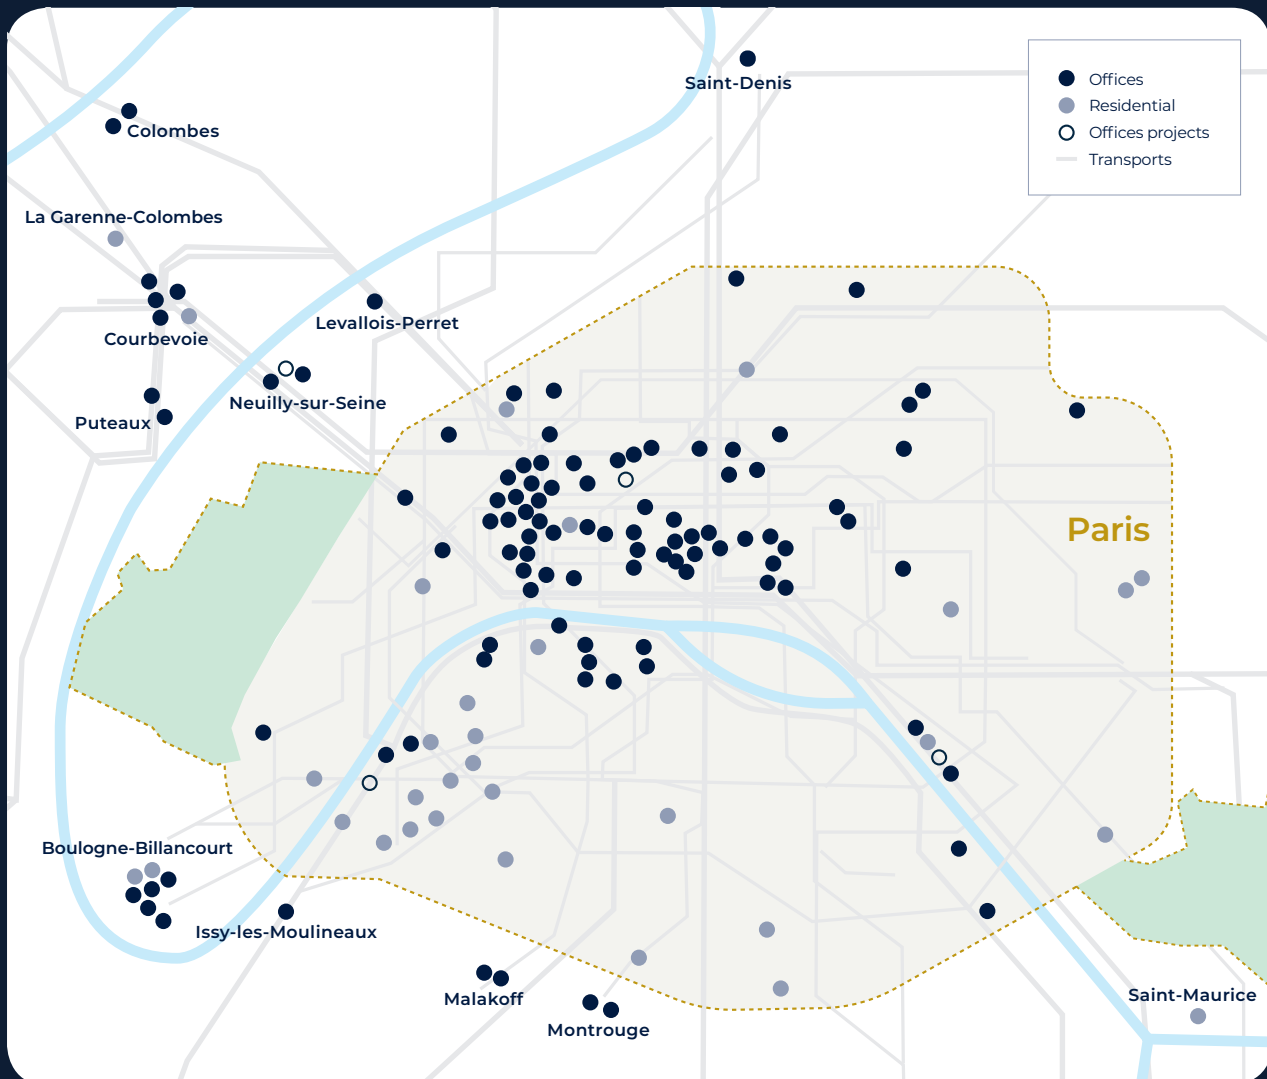 Saint-Denis
Offices
Residential
Offices projects
Transports
Colombes
La Garenne-Colombes
Levallois-Perret
Courbevoie
Neuilly-sur-Seine
Puteaux
Paris
Boulogne-Billancourt
Issy-les-Moulineaux
Malakoff
Saint-Maurice
Montrouge